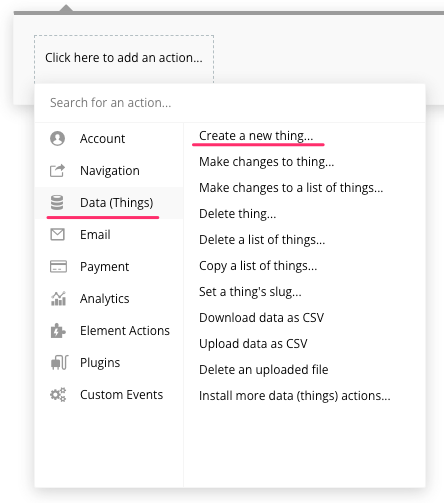 Click here to add an action...
Search for an action...
Account
Navigation
Data (Things)
Email
Payment
Analytics
Element Actions
Plugins
Custom Events
Create a new thing...
Make changes to thing...
Make changes to a list of things...
Delete thing...
Delete a list of things...
Copy a list of things...
Set a thing's slug...
Download data as CSV
Upload data as CSV
Delete an uploaded file
Install more data (things) actions...